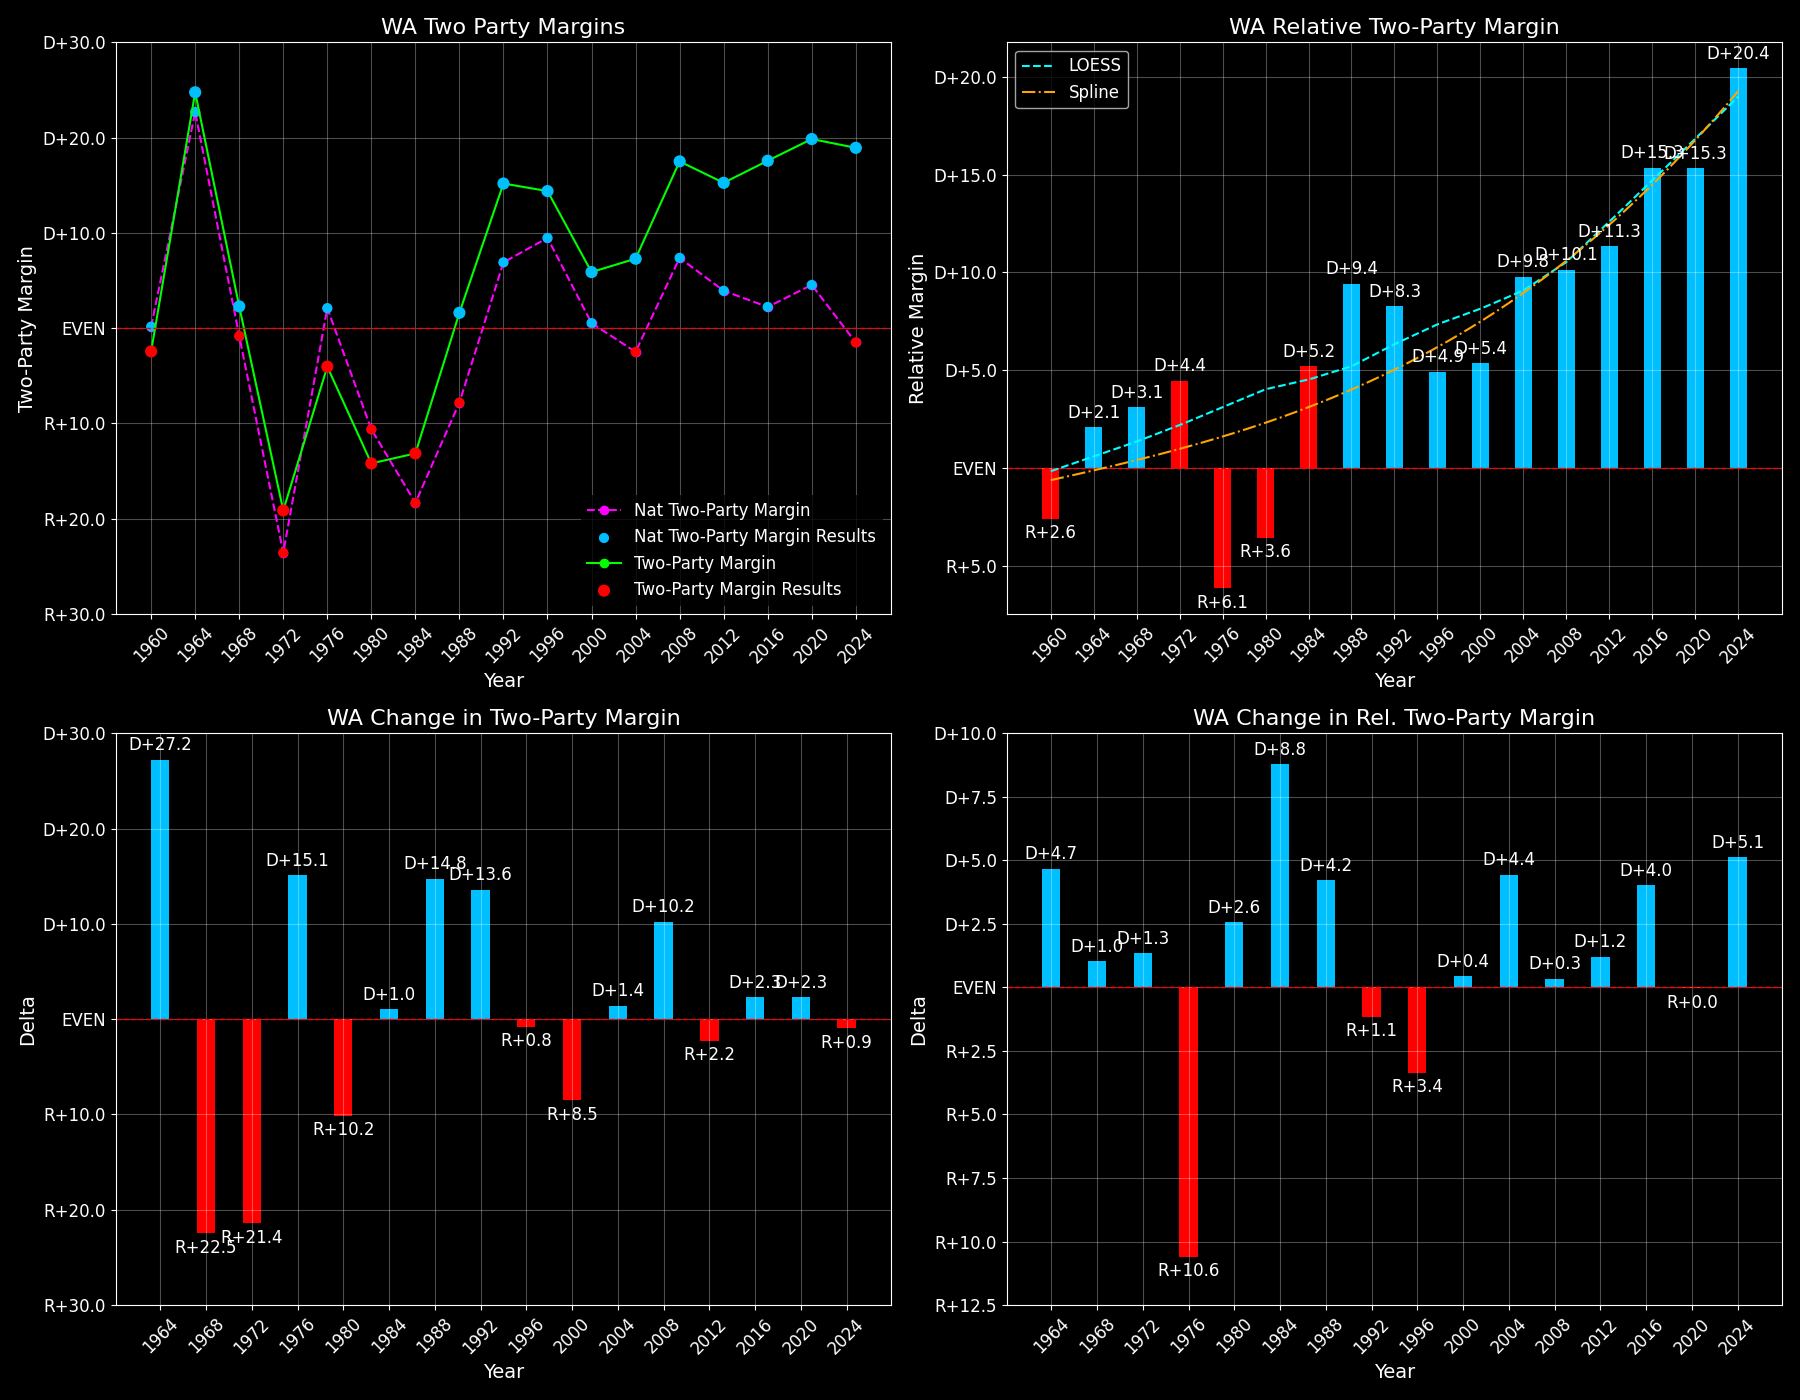 WA Two Party Margins
D+30.0
D+20.0
D+10.0
EVEN
R+10.0
R+20.0
R+30.0
Two-Party Margin
Nat Two-Party Margin
Nat Two-Party Margin Results
Two-Party Margin
Two-Party Margin Results
1960 1964 1968 1972 1976 1980 1984 1988 1992 1996 2000 2004 2008 2012 2016 2020 2024
Year
WA Relative Two-Party Margin
D+20.0
D+15.0
D+10.0
D+5.0
EVEN
R+5.0
Relative Margin
LOESS
Spline
R+2.6
D+2.1
D+3.1
D+4.4
R+6.1
R+3.6
D+5.2
D+9.4
D+8.3
D+4.9
D+5.4
D+9.8
D+10.1
D+11.3
D+15.3
D+15.3
D+20.4
1960 1964 1968 1972 1976 1980 1984 1988 1992 1996 2000 2004 2008 2012 2016 2020 2024
Year
WA Change in Two-Party Margin
D+30.0
D+20.0
D+10.0
EVEN
R+10.0
R+20.0
R+30.0
Delta
D+27.2
R+22.5
R+21.4
D+15.1
R+10.2
D+1.0
D+14.8
D+13.6
R+0.8
R+8.5
D+1.4
D+10.2
R+2.2
D+2.3
D+2.3
R+0.9
1964 1968 1972 1976 1980 1984 1988 1992 1996 2000 2004 2008 2012 2016 2020 2024
Year
WA Change in Rel. Two-Party Margin
D+10.0
D+7.5
D+5.0
D+2.5
EVEN
R+2.5
R+5.0
R+7.5
R+10.0
R+12.5
Delta
D+4.7
D+1.0
D+1.3
R+10.6
D+2.6
D+8.8
D+4.2
R+1.1
R+3.4
D+0.4
D+4.4
D+0.3
D+1.2
D+4.0
R+0.0
D+5.1
1964 1968 1972 1976 1980 1984 1988 1992 1996 2000 2004 2008 2012 2016 2020 2024
Year